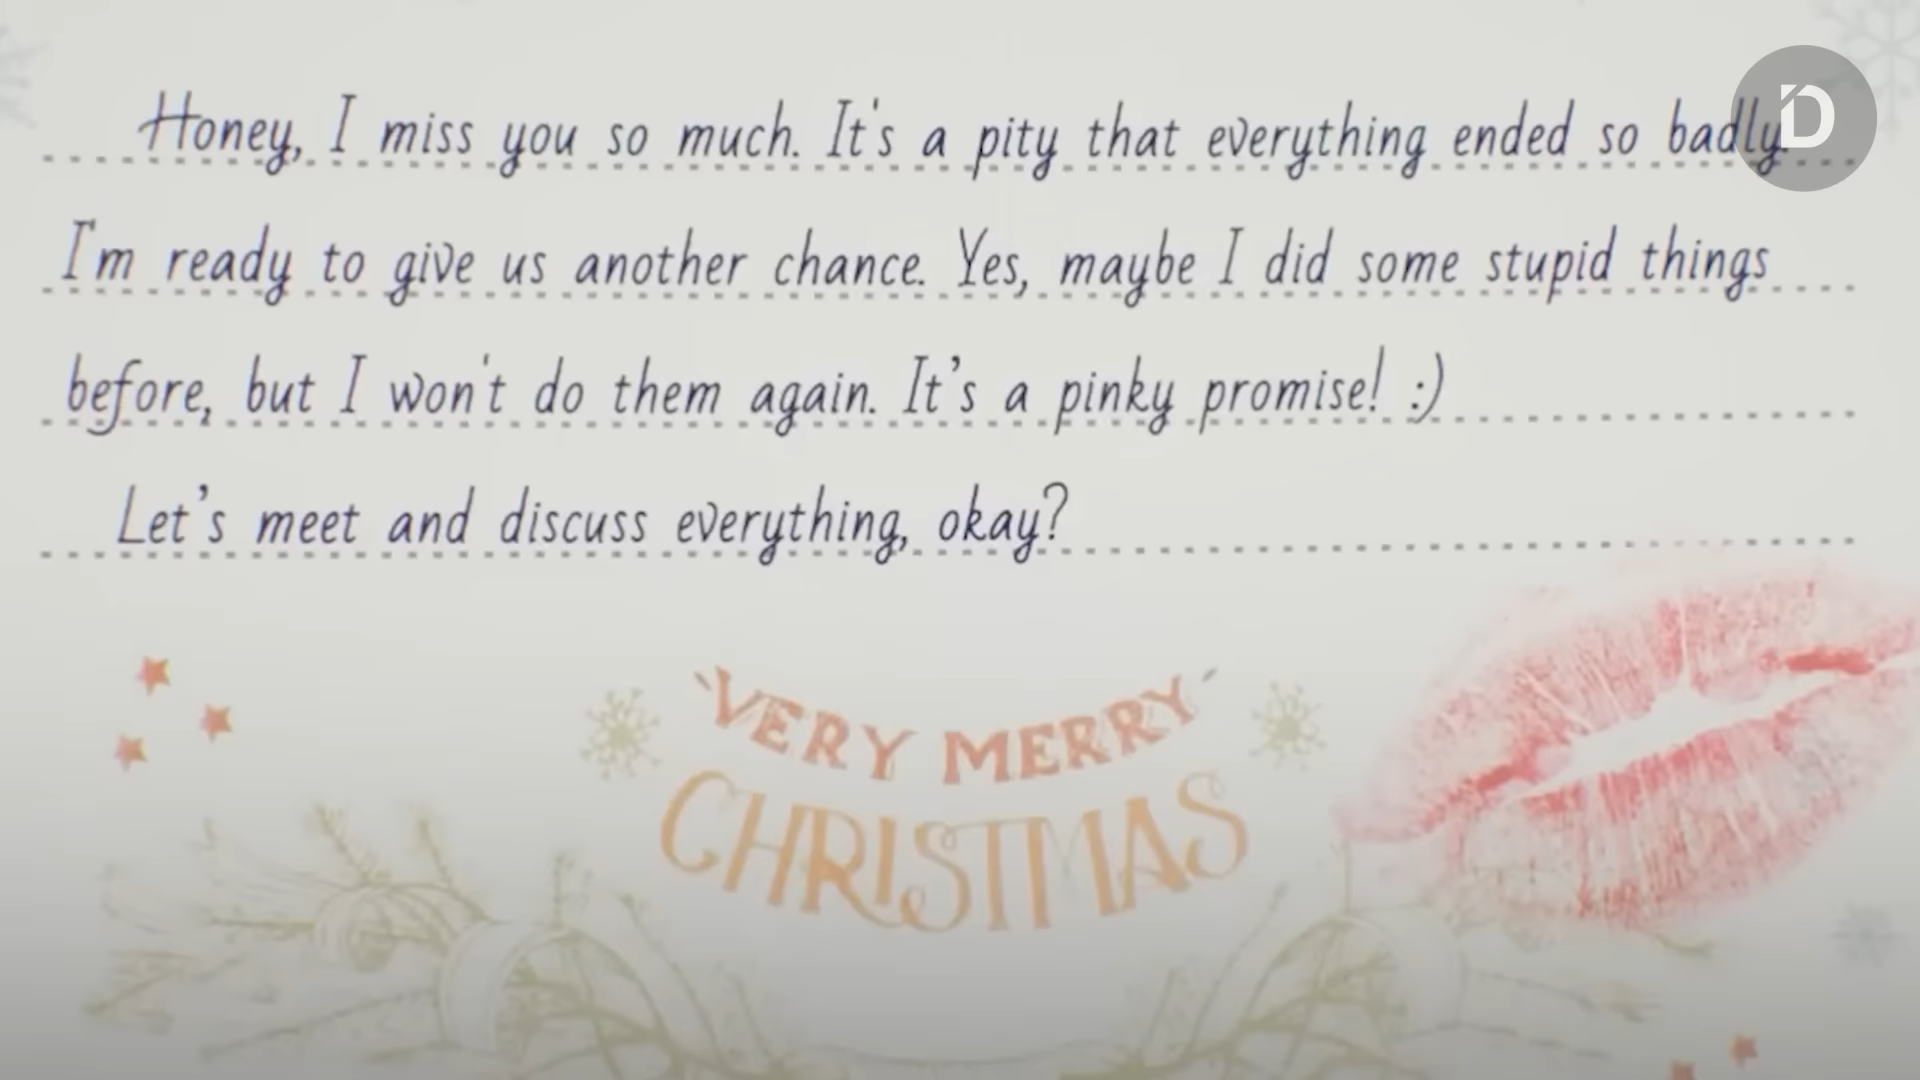 Honey, I miss you so much. It's a pity that everything ended so badly.
I'm ready to give us another chance. Yes, maybe I did some stupid things
before, but I won't do them again. It's a pinky promise! :)
Let's meet and discuss everything, okay?
VERY MERRY
CHRISTMAS
D